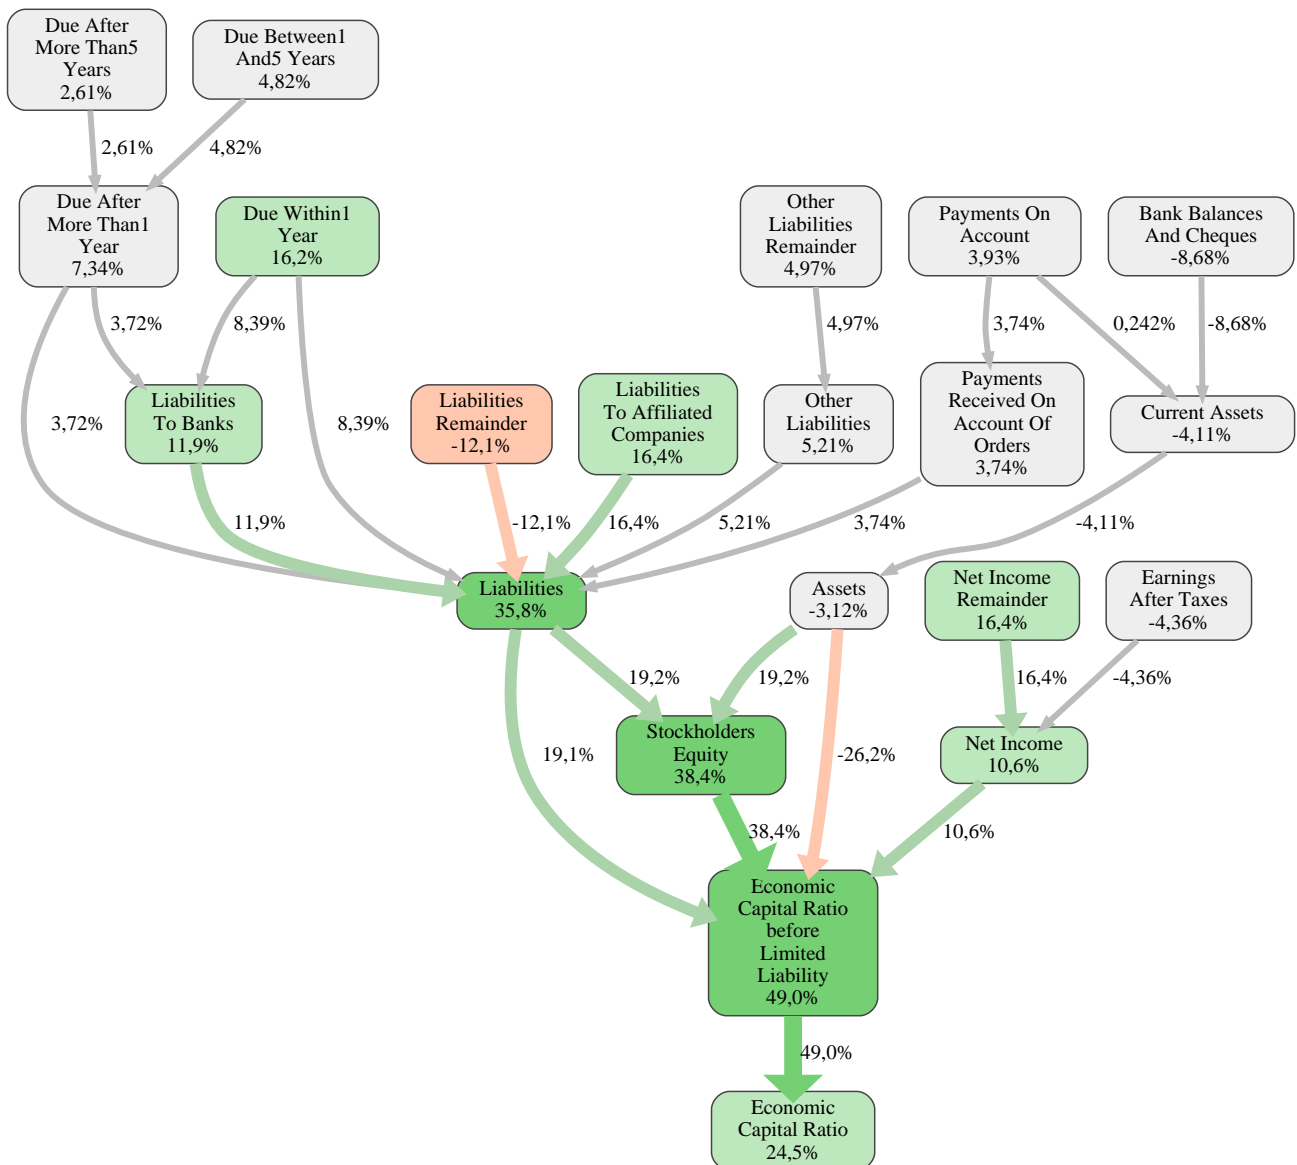 Due After
More Than5
Years
2,61%
Due Between1
And5 Years
4,82%
2,61%
4,82%
Due After
More Than1
Year
7,34%
Due Within1
Year
16,2%
Other
Liabilities
Remainder
4,97%
Payments On
Account
3,93%
Bank Balances
And Cheques
-8,68%
3,72%
8,39%
4,97%
3,74%
0,242%
-8,68%
Liabilities
To Banks
11,9%
Liabilities
Remainder
-12,1%
Liabilities
To Affiliated
Companies
16,4%
Other
Liabilities
5,21%
Payments
Received On
Account Of
Orders
3,74%
Current Assets
-4,11%
3,72%
8,39%
11,9%
-12,1%
16,4%
5,21%
3,74%
-4,11%
Liabilities
35,8%
Assets
-3,12%
Net Income
Remainder
16,4%
Earnings
After Taxes
-4,36%
19,2%
19,2%
16,4%
-4,36%
Stockholders
Equity
38,4%
Net Income
10,6%
19,1%
-26,2%
38,4%
10,6%
Economic
Capital Ratio
before
Limited
Liability
49,0%
49,0%
Economic
Capital Ratio
24,5%